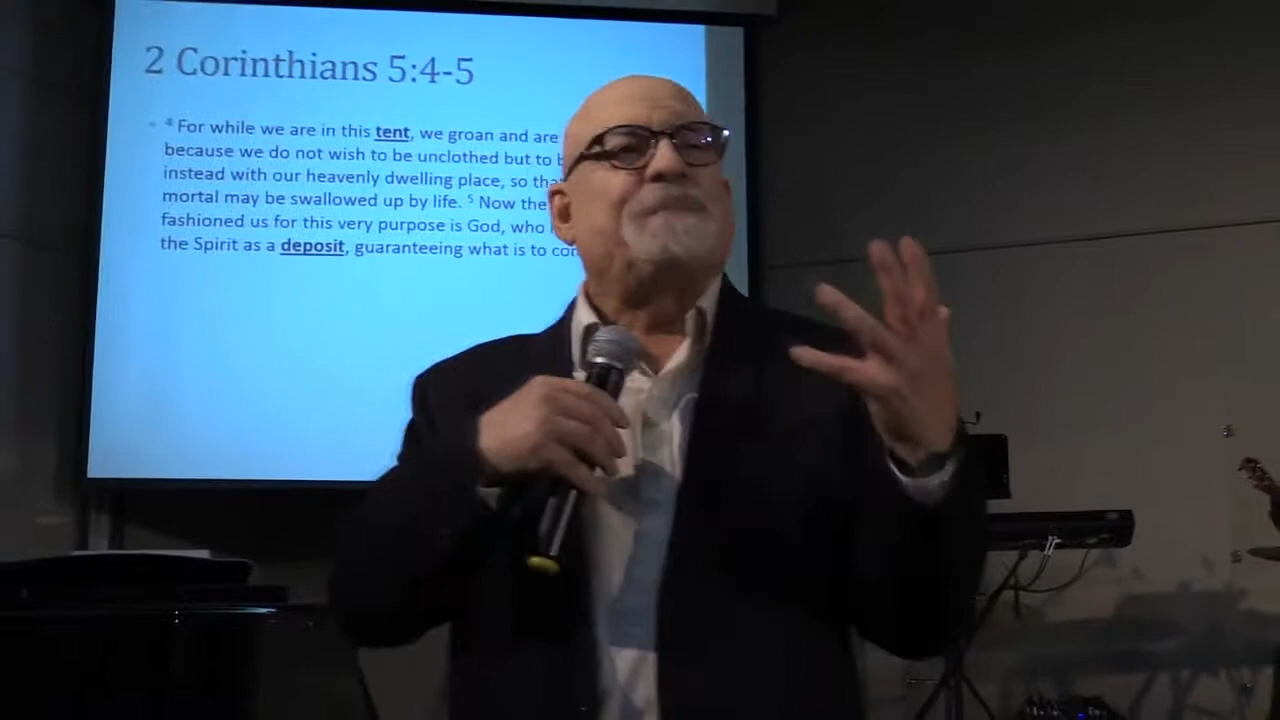 2 Corinthians 5:4-5
4 For while we are in this tent, we groan and are
because we do not wish to be unclothed but to
instead with our heavenly dwelling place, so
mortal may be swallowed up by life. 5 Now the
fashioned us for this very purpose is God, who
the Spirit as a deposit, guaranteeing what is to